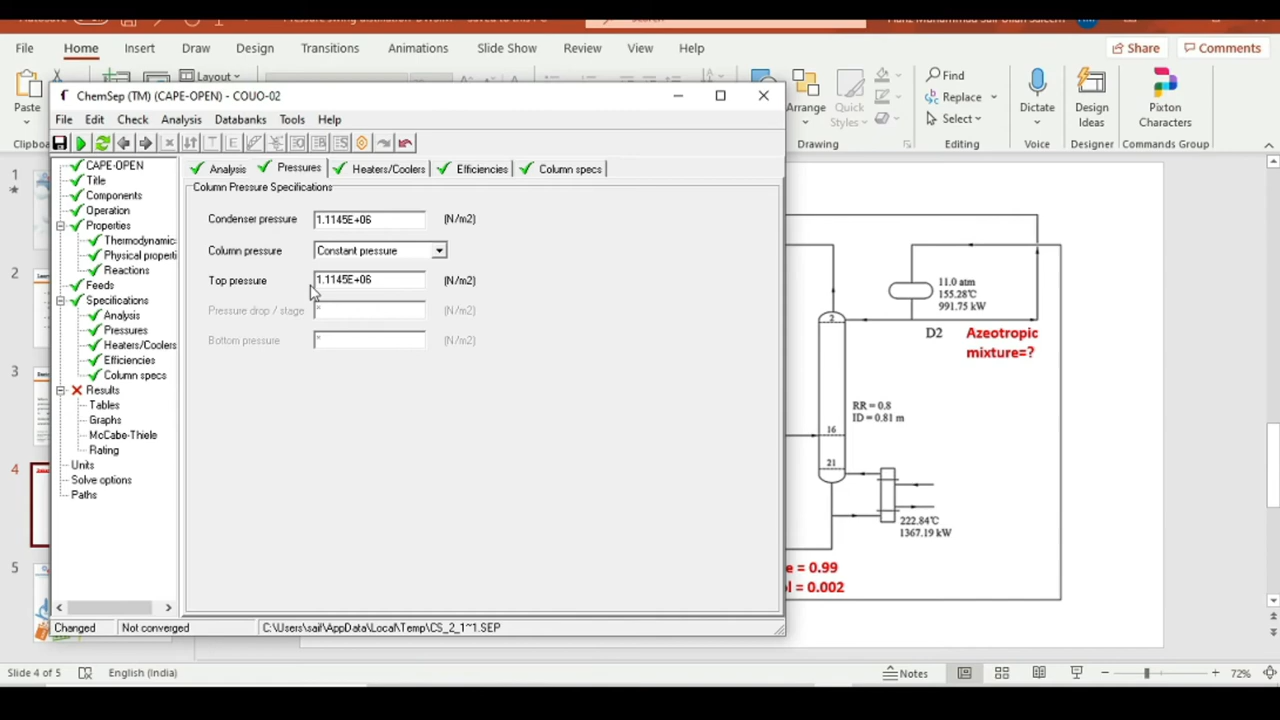 File Home Insert Draw Design Transitions Animations Slide Show Review View Help
Share Comments
Paste
Layout
Find
Replace
Select
Arrange
Quick Styles
Dictate
Design Ideas
Pixton Characters
Drawing Editing Voice Designer Commands Group
ChemSep (TM) (CAPE-OPEN) - COUO-02
File Edit Check Analysis Databanks Tools Help
CAPE-OPEN
Title
Components
Operation
Properties
Thermodynamic
Physical properti
Reactions
Feeds
Specifications
Analysis
Pressures
Heaters/Coolers
Efficiencies
Column specs
Results
Tables
Graphs
McCabe-Thiele
Rating
Units
Solve options
Paths
Analysis Pressures Heaters/Coolers Efficiencies Column specs
Column Pressure Specifications
Condenser pressure 1.1145E+06 (N/m2)
Column pressure Constant pressure
Top pressure 1.1145E+06 (N/m2)
Pressure drop / stage * (N/m2)
Bottom pressure * (N/m2)
Changed Not converged C:\Users\saif\AppData\Local\Temp\CS_2_1~1.SEP
1
2
3
4
5
11.0 atm
155.28℃
991.75 kW
2
D2
Azeotropic
mixture=?
RR = 0.8
ID = 0.81 m
16
21
222.84℃
1367.19 kW
e = 0.99
l = 0.002
Slide 4 of 5 English (India) Notes 72%